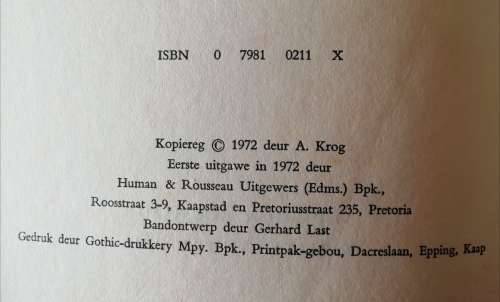 ISBN 0 7981 0211 X
Kopiereg © 1972 deur A. Krog
Eerste uitgawe in 1972 deur
Human & Rousseau Uitgewers (Edms.) Bpk.,
Roosstraat 3-9, Kaapstad en Pretoriusstraat 235, Pretoria
Bandontwerp deur Gerhard Last
Gedruk deur Gothic-drukkery Mpy. Bpk., Printpak-gebou, Dacreslaan, Epping, Kaap